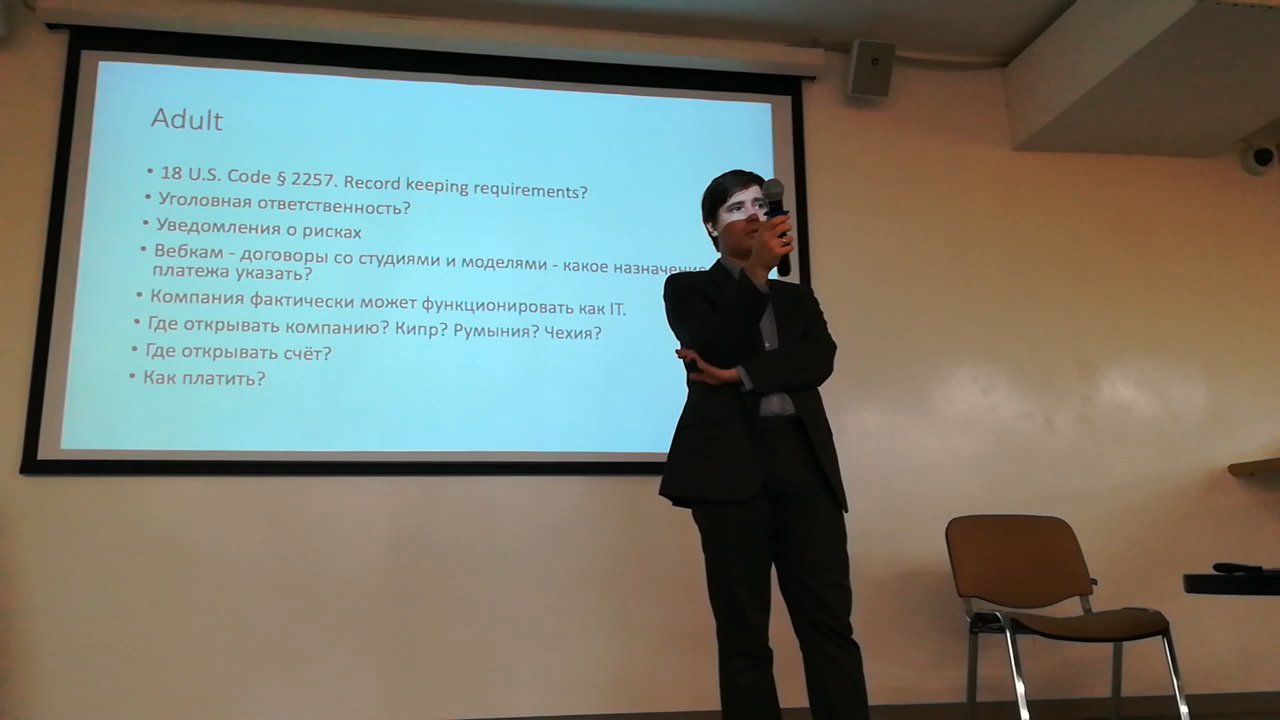 Adult
• 18 U.S. Code § 2257. Record keeping requirements?
• Уголовная ответственность?
• Уведомления о рисках
• Вебкам - договоры со студиями и моделями - какое назначение
платежа указать?
• Компания фактически может функционировать как IT.
• Где открывать компанию? Кипр? Румыния? Чехия?
• Где открывать счёт?
• Как платить?